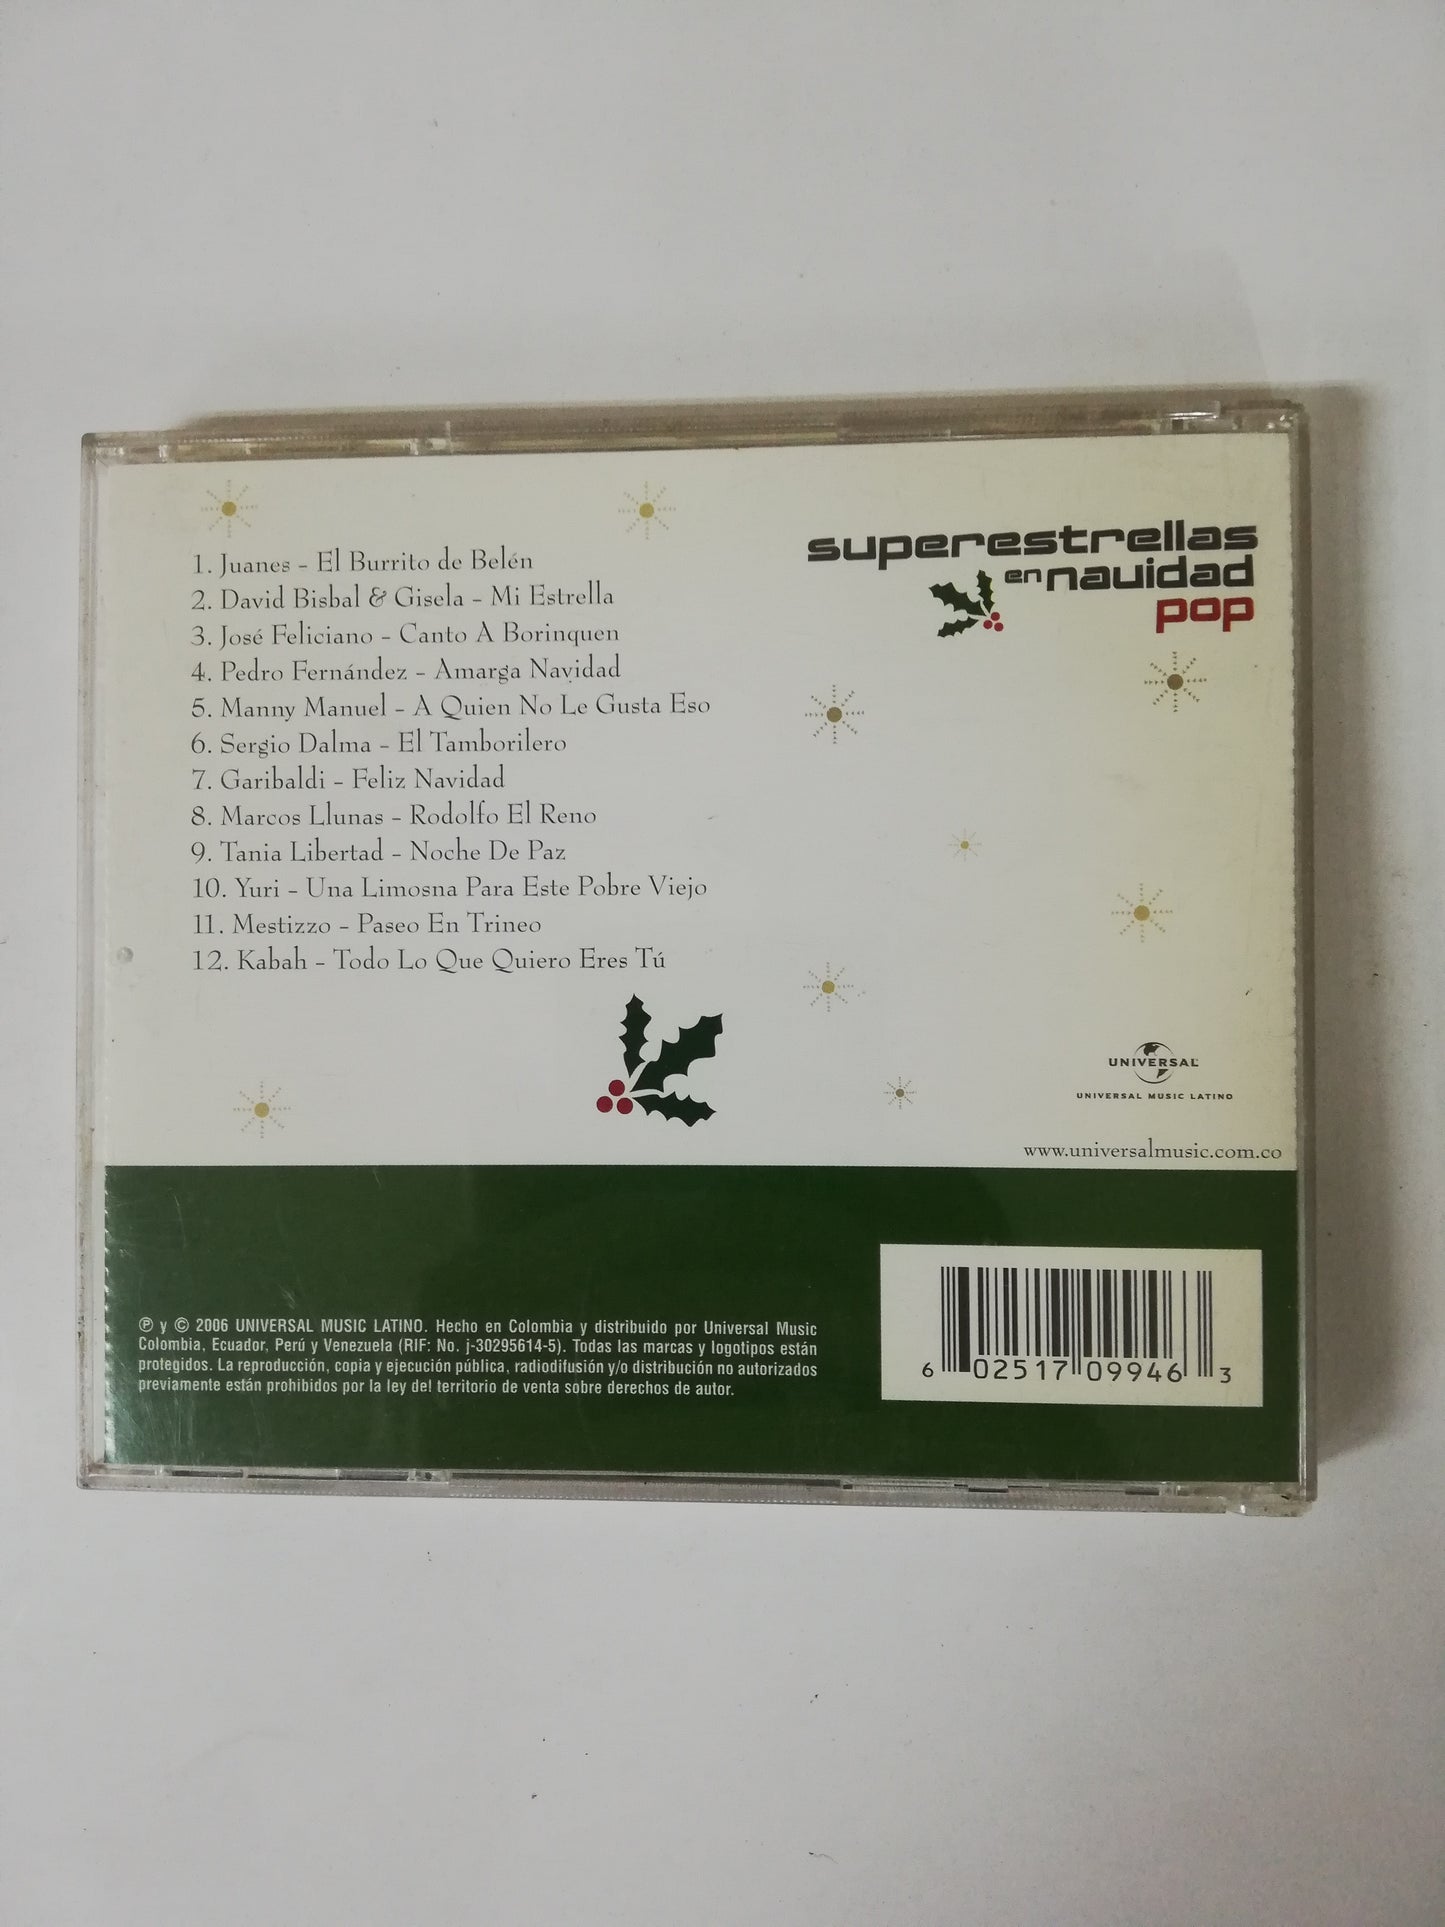 1. Juanes - El Burrito de Belén
2. David Bisbal & Gisela - Mi Estrella
3. José Feliciano - Canto A Borinquen
4. Pedro Fernández - Amarga Navidad
5. Manny Manuel - A Quien No Le Gusta Eso
6. Sergio Dalma - El Tamborilero
7. Garibaldi - Feliz Navidad
8. Marcos Llunas - Rodolfo El Reno
9. Tania Libertad - Noche De Paz
10. Yuri - Una Limosna Para Este Pobre Viejo
11. Mestizzo - Paseo En Trineo
12. Kabah - Todo Lo Que Quiero Eres Tú
superestrellas
en navidad
pop
UNIVERSAL
UNIVERSAL MUSIC LATINO
www.universalmusic.com.co
℗ y © 2006 UNIVERSAL MUSIC LATINO. Hecho en Colombia y distribuido por Universal Music
Colombia, Ecuador, Perú y Venezuela (RIF: No. j-30295614-5). Todas las marcas y logotipos están
protegidos. La reproducción, copia y ejecución pública, radiodifusión y/o distribución no autorizados
previamente están prohibidos por la ley del territorio de venta sobre derechos de autor.
6 02517 09946 3